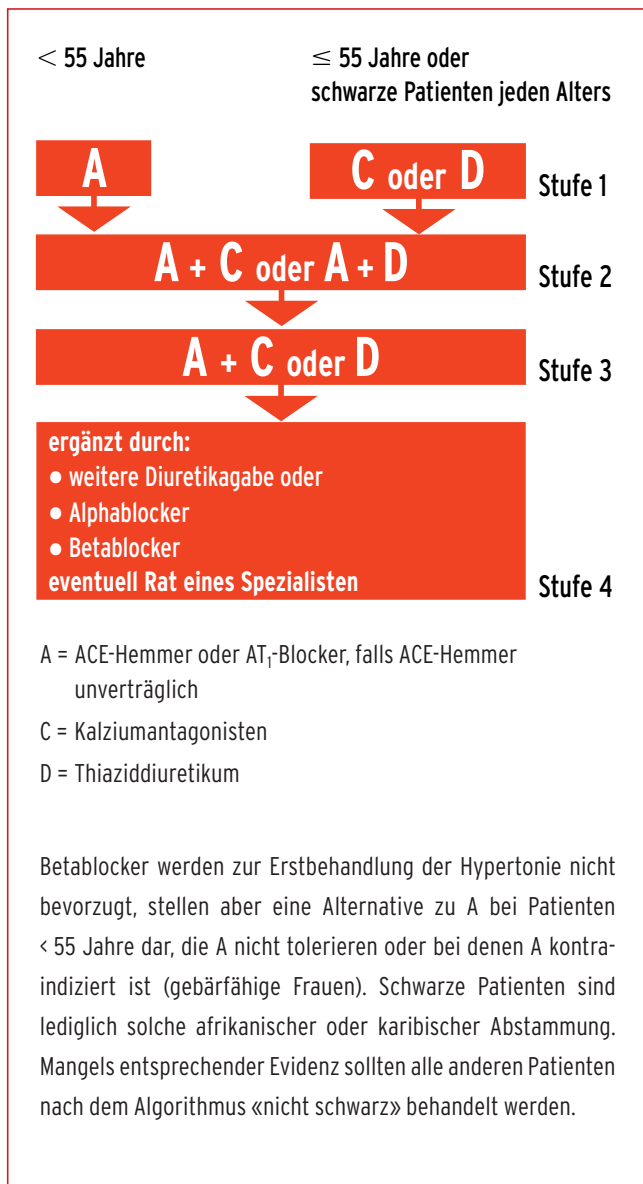 < 55 Jahre
≤ 55 Jahre oder
schwarze Patienten jeden Alters
A
C oder D
Stufe 1
A + C oder A + D
Stufe 2
A + C oder D
Stufe 3
ergänzt durch:
● weitere Diuretikagabe oder
● Alphablocker
● Betablocker
eventuell Rat eines Spezialisten
Stufe 4
A = ACE-Hemmer oder AT₁-Blocker, falls ACE-Hemmer
unverträglich
C = Kalziumantagonisten
D = Thiaziddiuretikum
Betablocker werden zur Erstbehandlung der Hypertonie nicht
bevorzugt, stellen aber eine Alternative zu A bei Patienten
< 55 Jahre dar, die A nicht tolerieren oder bei denen A kontra-
indiziert ist (gebärfähige Frauen). Schwarze Patienten sind
lediglich solche afrikanischer oder karibischer Abstammung.
Mangels entsprechender Evidenz sollten alle anderen Patienten
nach dem Algorithmus «nicht schwarz» behandelt werden.